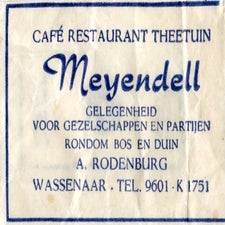 CAFÉ RESTAURANT THEETUIN
Meyendell
GELEGENHEID
VOOR GEZELSCHAPPEN EN PARTIJEN
RONDOM BOS EN DUIN
A. RODENBURG
WASSENAAR - TEL. 9601 - K 1751